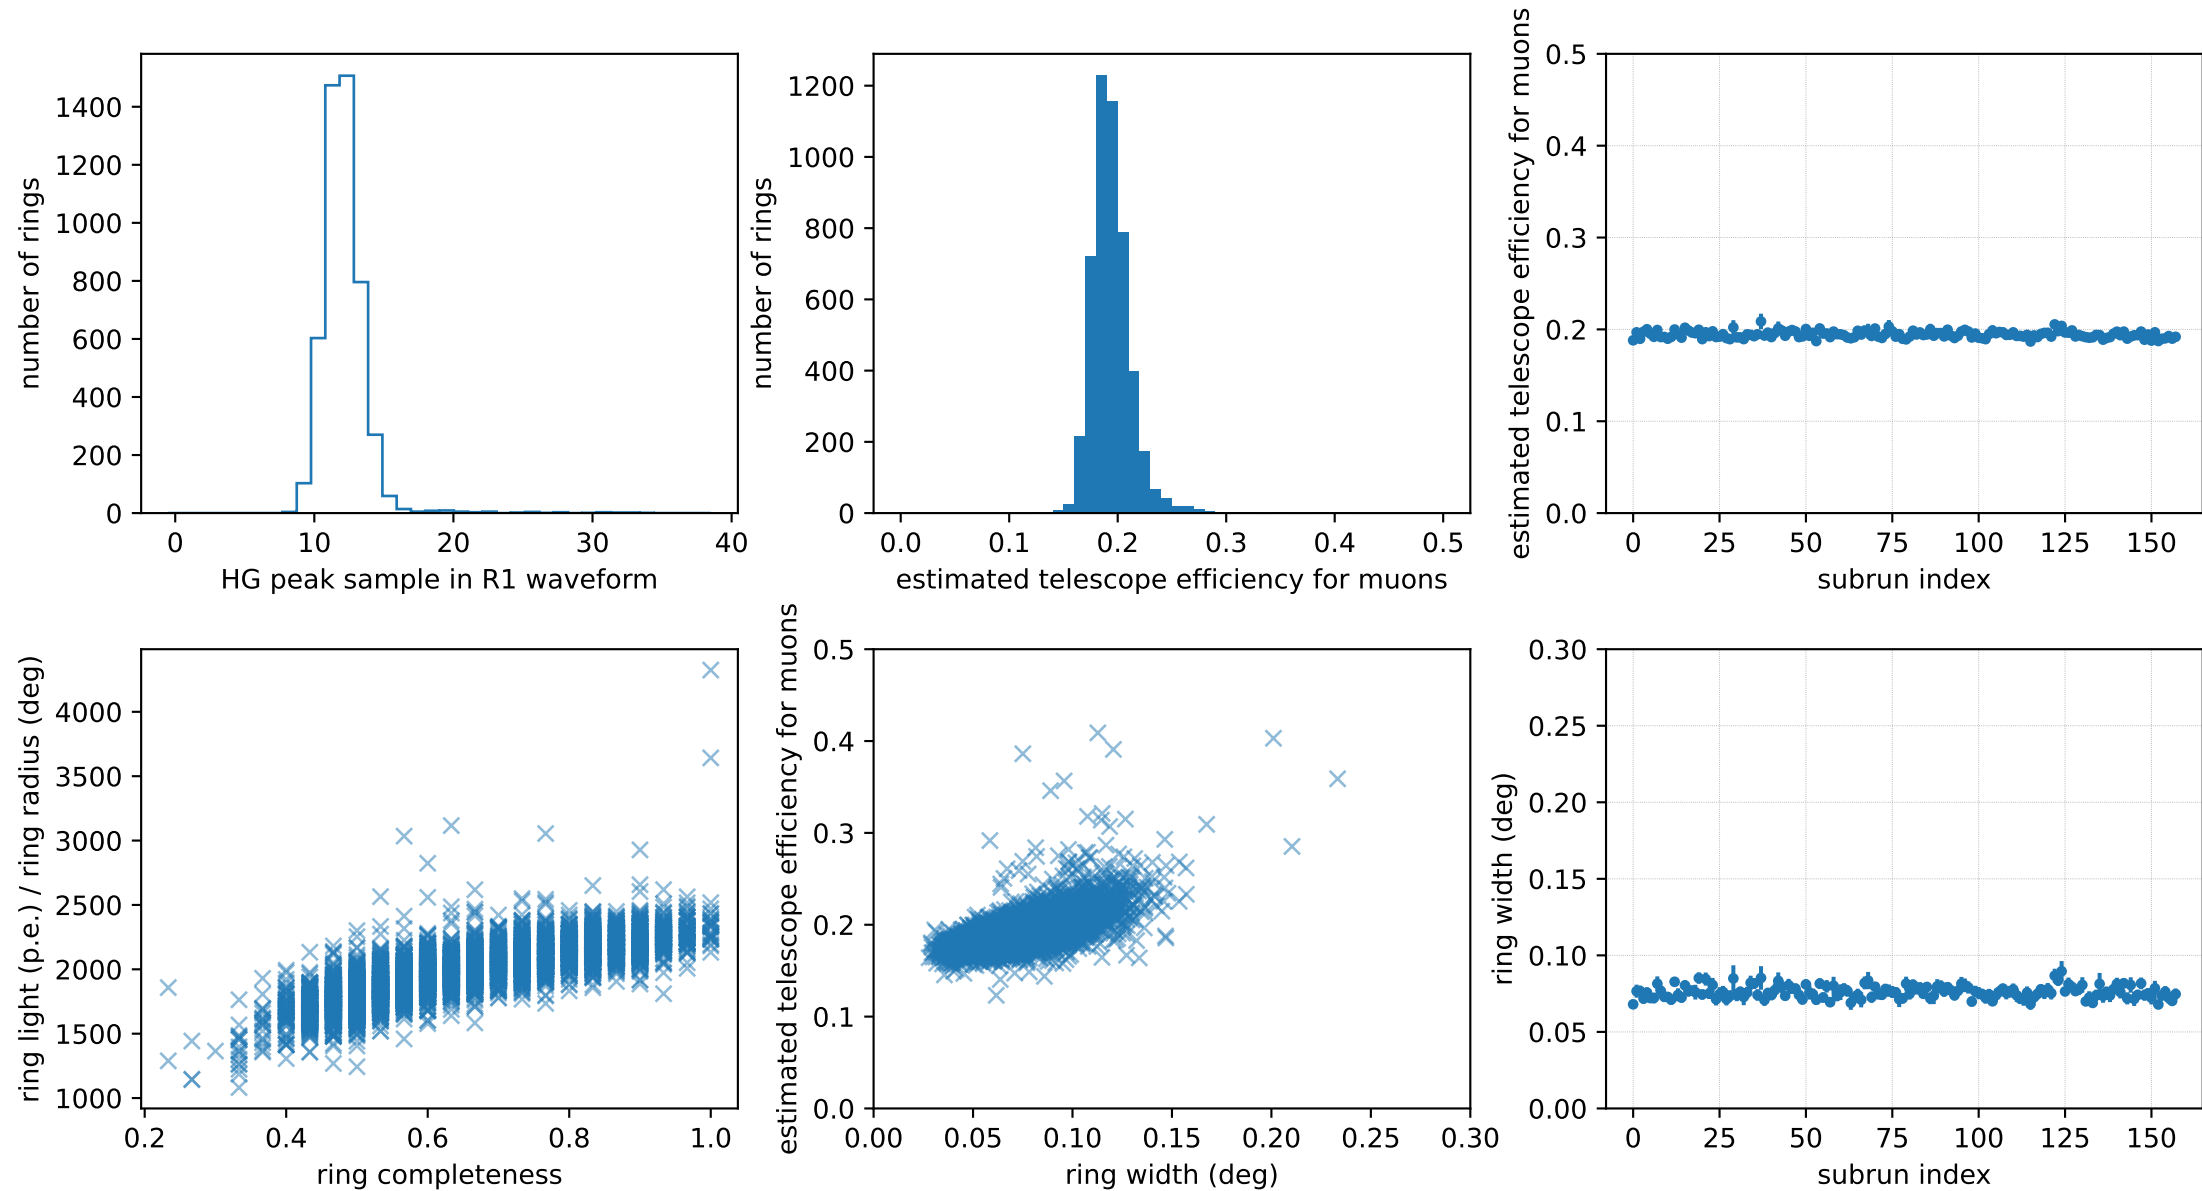 number of rings
1400
1200
1000
800
600
400
200
0
0 10 20 30 40
HG peak sample in R1 waveform
number of rings
1200
1000
800
600
400
200
0
0.0 0.1 0.2 0.3 0.4 0.5
estimated telescope efficiency for muons
estimated telescope efficiency for muons
0.5
0.4
0.3
0.2
0.1
0.0
0 25 50 75 100 125 150
subrun index
ring light (p.e.) / ring radius (deg)
4000
3500
3000
2500
2000
1500
1000
0.2 0.4 0.6 0.8 1.0
ring completeness
estimated telescope efficiency for muons
0.5
0.4
0.3
0.2
0.1
0.0
0.00 0.05 0.10 0.15 0.20 0.25 0.30
ring width (deg)
ring width (deg)
0.30
0.25
0.20
0.15
0.10
0.05
0.00
0 25 50 75 100 125 150
subrun index